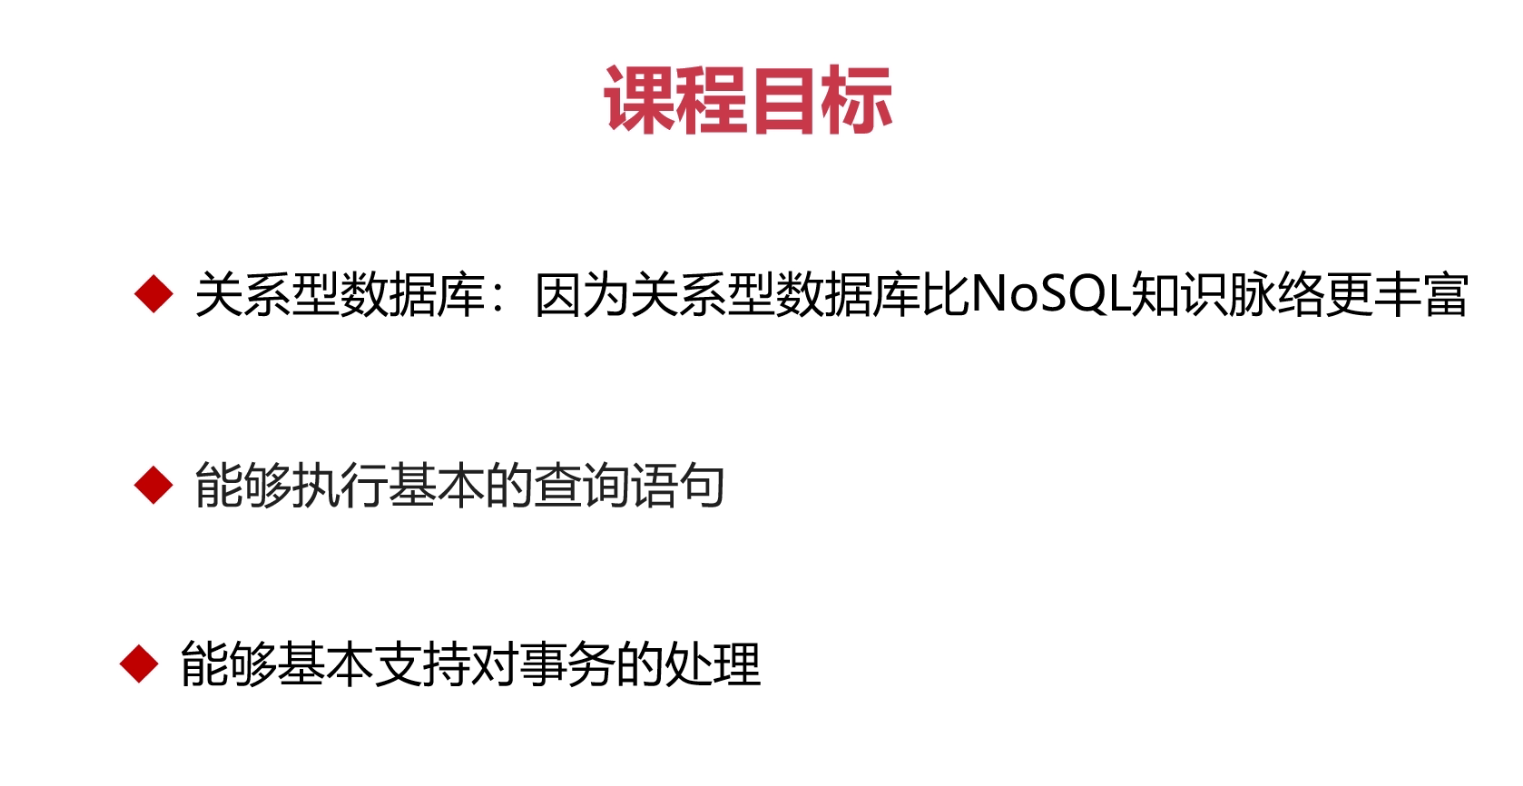 课程目标
关系型数据库：因为关系型数据库比NoSQL知识脉络更丰富
能够执行基本的查询语句
能够基本支持对事务的处理